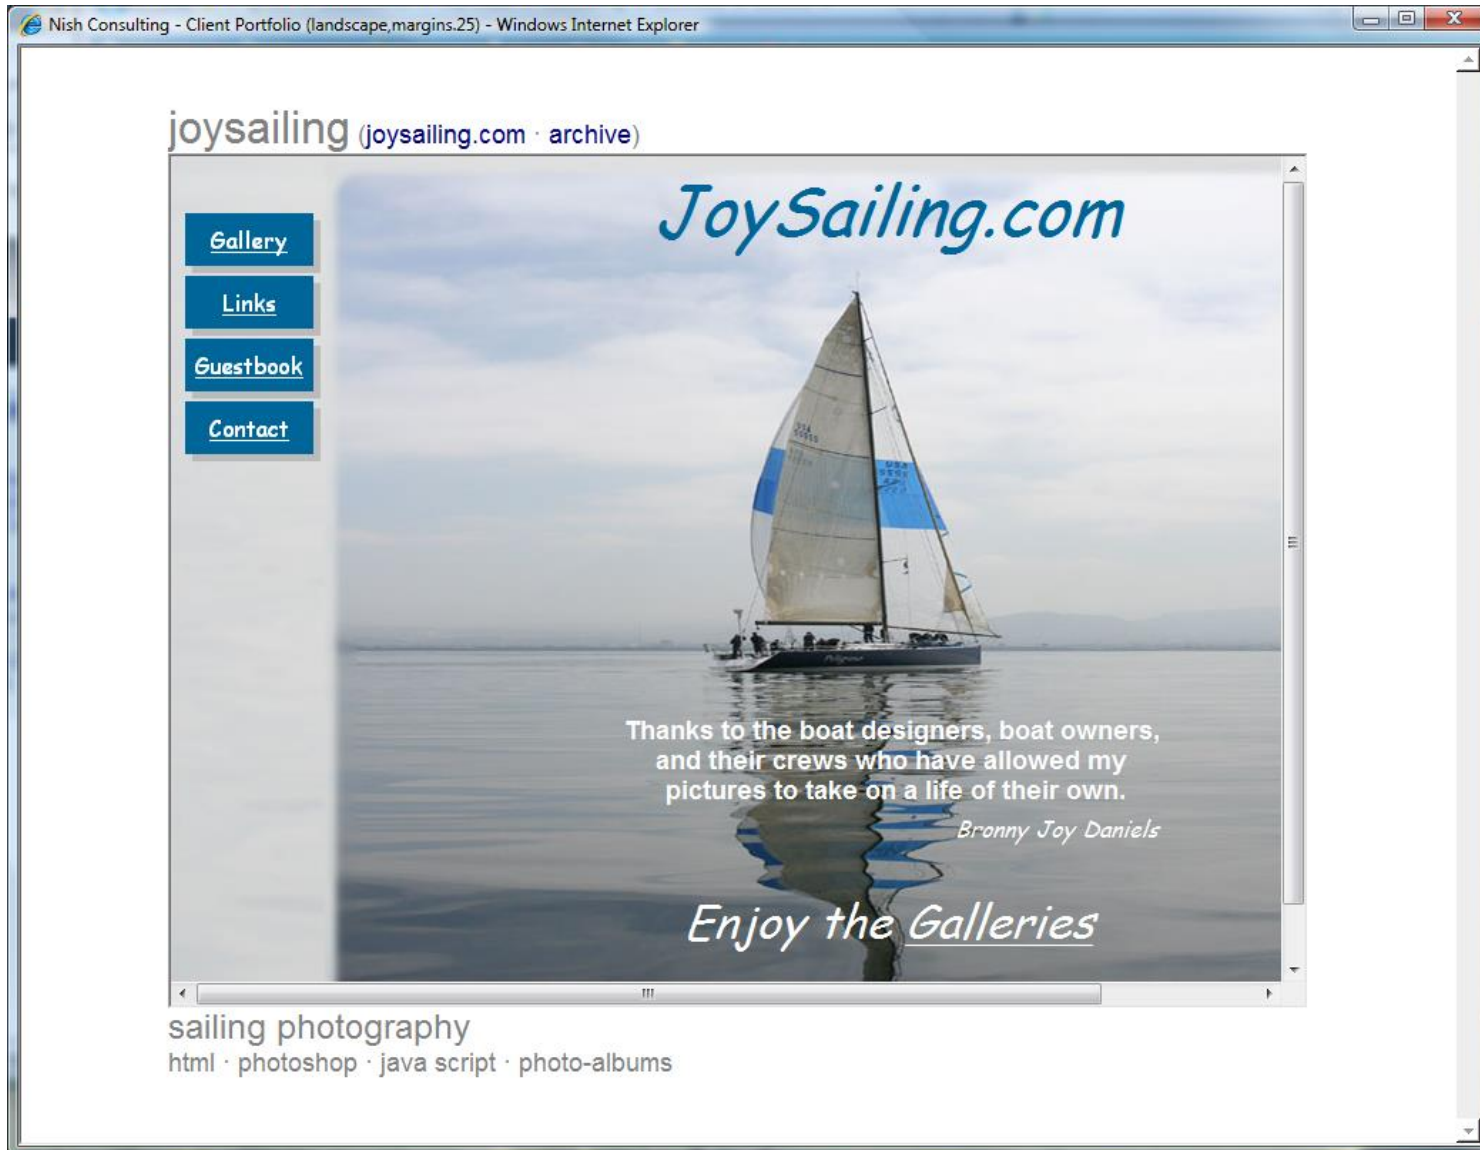 Nish Consulting - Client Portfolio (landscape,margins.25) - Windows Internet Explorer
joysailing (joysailing.com · archive)
JoySailing.com
Gallery
Links
Guestbook
Contact
USA
USA
Thanks to the boat designers, boat owners,
and their crews who have allowed my
pictures to take on a life of their own.
Bronny Joy Daniels
Enjoy the Galleries
sailing photography
html · photoshop · java script · photo-albums